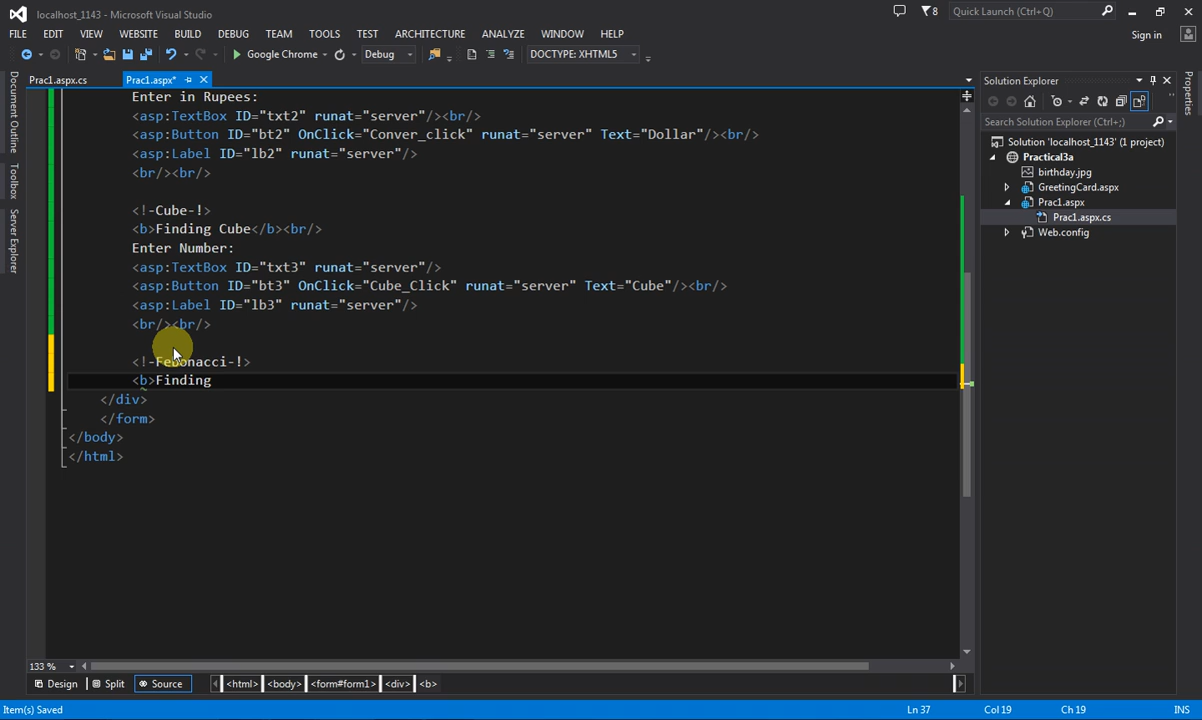 localhost_1143 - Microsoft Visual Studio
8
Quick Launch (Ctrl+Q)
FILE EDIT VIEW WEBSITE BUILD DEBUG TEAM TOOLS TEST ARCHITECTURE ANALYZE WINDOW HELP
Sign in
Google Chrome
Debug
DOCTYPE: XHTML5
Prac1.aspx.cs
Prac1.aspx*
Document Outline
Toolbox
Server Explorer
Enter in Rupees:
<asp:TextBox ID="txt2" runat="server"/><br/>
<asp:Button ID="bt2" OnClick="Conver_click" runat="server" Text="Dollar"/><br/>
<asp:Label ID="lb2" runat="server"/>
<br/><br/>
<!-Cube-!>
<b>Finding Cube</b><br/>
Enter Number:
<asp:TextBox ID="txt3" runat="server"/>
<asp:Button ID="bt3" OnClick="Cube_Click" runat="server" Text="Cube"/><br/>
<asp:Label ID="lb3" runat="server"/>
<br/><br/>
<!-Febonacci-!>
<b>Finding
</div>
</form>
</body>
</html>
133 %
Design
Split
Source
<html> <body> <form#form1> <div> <b>
Solution Explorer
Search Solution Explorer (Ctrl+;)
Solution 'localhost_1143' (1 project)
Practical3a
birthday.jpg
GreetingCard.aspx
Prac1.aspx
Prac1.aspx.cs
Web.config
Properties
Item(s) Saved
Ln 37
Col 19
Ch 19
INS